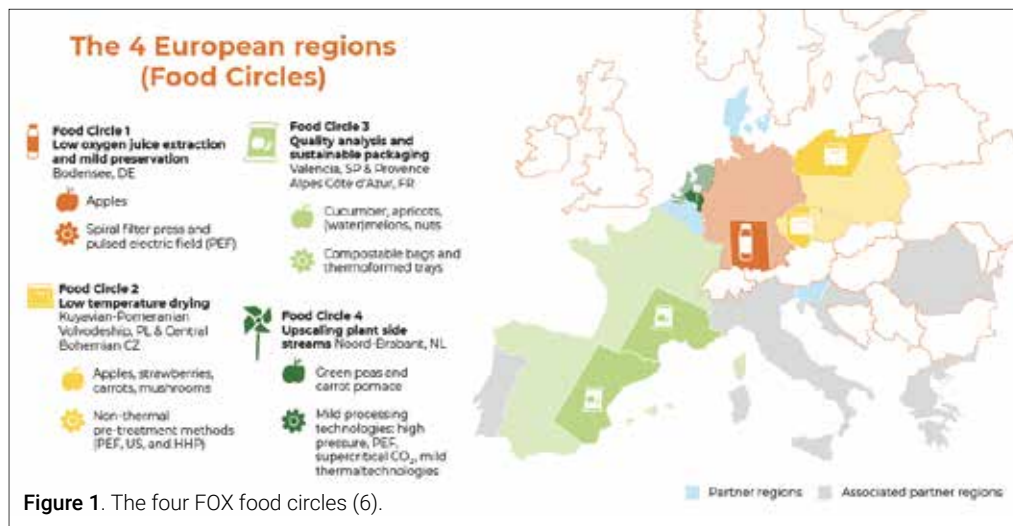 The 4 European regions
(Food Circles)
Food Circle 1
Low oxygen juice extraction
and mild preservation
Bodensee, DE
Apples
Spiral filter press and
pulsed electric field (PEF)
Food Circle 2
Low temperature drying
Kuyavian-Pomeranian
Voivodeship, PL & Central
Bohemian CZ
Apples, strawberries,
carrots, mushrooms
Non-thermal
pre-treatment methods
(PEF, US, and HHP)
Food Circle 3
Quality analysis and
sustainable packaging
Valencia, SP & Provence
Alpes Côte d'Azur, FR
Cucumber, apricots,
(water)melons, nuts
Compostable bags and
thermoformed trays
Food Circle 4
Upscaling plant side
streams Noord-Brabant, NL
Green peas and
carrot pomace
Mild processing
technologies: high
pressure, PEF,
supercritical CO₂, mild
thermaltechnologies
Partner regions
Associated partner regions
Figure 1. The four FOX food circles (6).